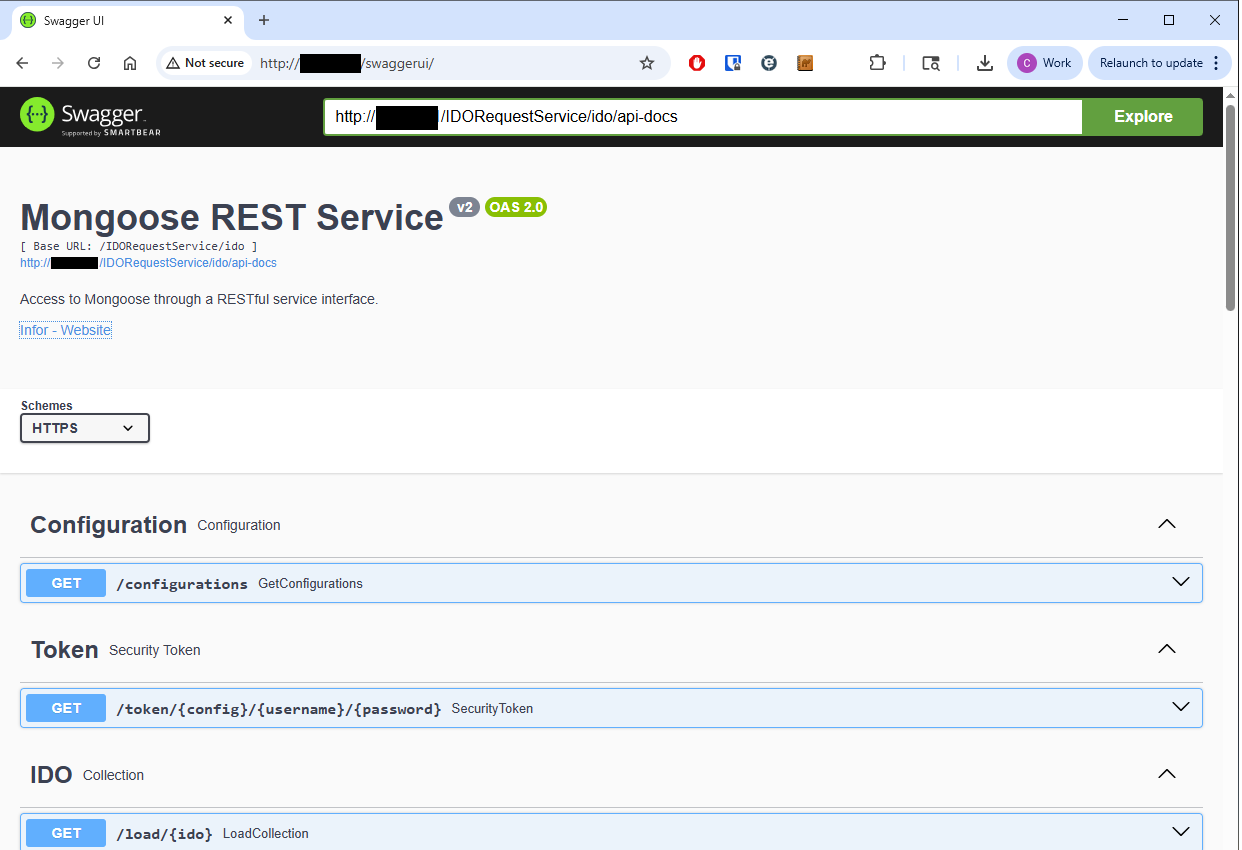 Swagger UI
Not secure http:// /swaggerui/
C Work Relaunch to update
Swagger
Supported by SMARTBEAR
http:// /IDORequestService/ido/api-docs
Explore
Mongoose REST Service v2 OAS 2.0
[ Base URL: /IDORequestService/ido ]
http:// /IDORequestService/ido/api-docs
Access to Mongoose through a RESTful service interface.
Infor - Website
Schemes
HTTPS
Configuration Configuration
GET /configurations GetConfigurations
Token Security Token
GET /token/{config}/{username}/{password} SecurityToken
IDO Collection
GET /load/{ido} LoadCollection